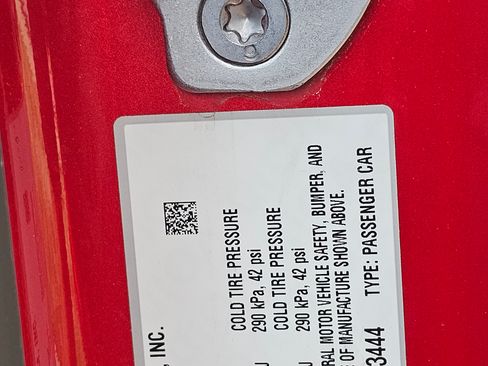 , INC.
COLD TIRE PRESSURE
290 kPa, 42 psi
COLD TIRE PRESSURE
290 kPa, 42 psi
RAL MOTOR VEHICLE SAFETY, BUMPER, AND
E OF MANUFACTURE SHOWN ABOVE.
3444 TYPE: PASSENGER CAR